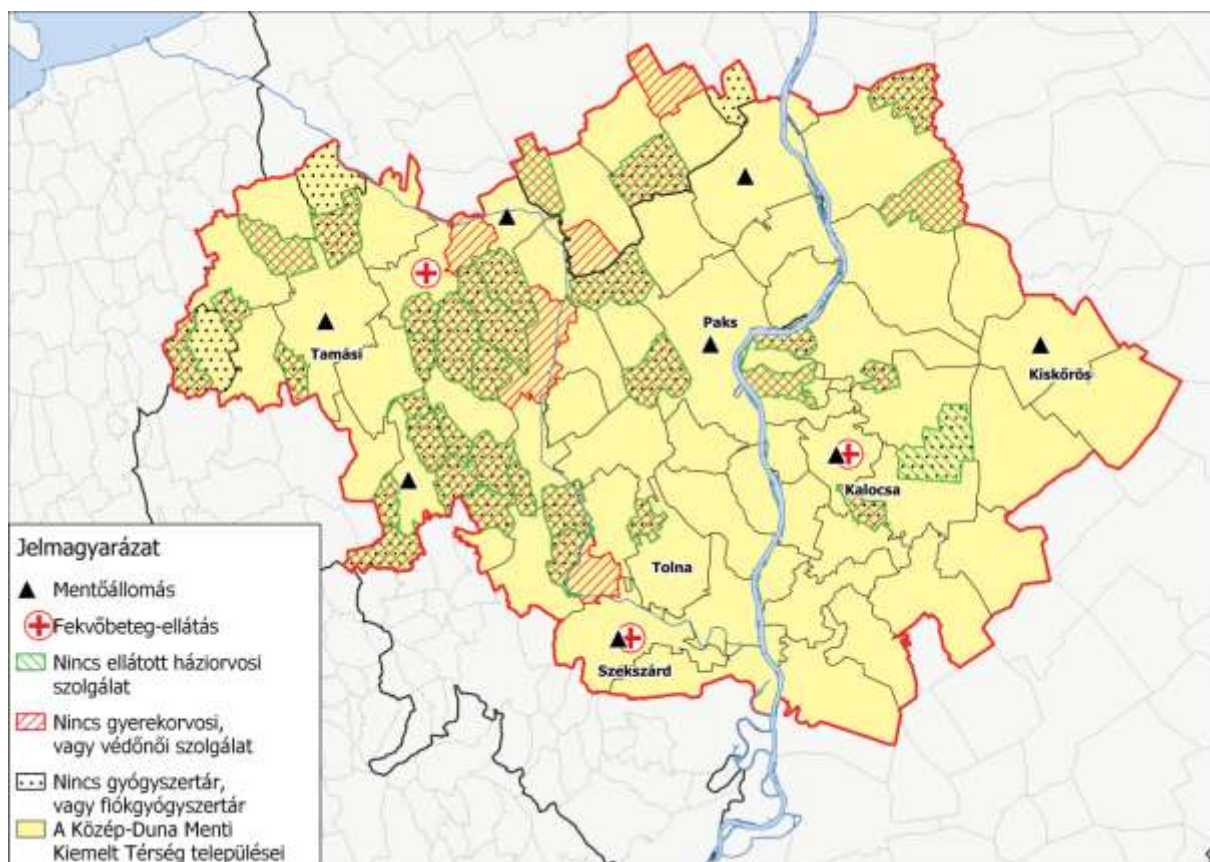 Paks
Tamási
Kiskőrös
Kalocsa
Tolna
Szekszárd
Jelmagyarázat
Mentőállomás
Fekvőbeteg-ellátás
Nincs ellátott háziorvosi
szolgálat
Nincs gyerekorvosi,
vagy védőnői szolgálat
Nincs gyógyszertár,
vagy fiókgyógyszertár
A Közép-Duna Menti
Kiemelt Térség települései